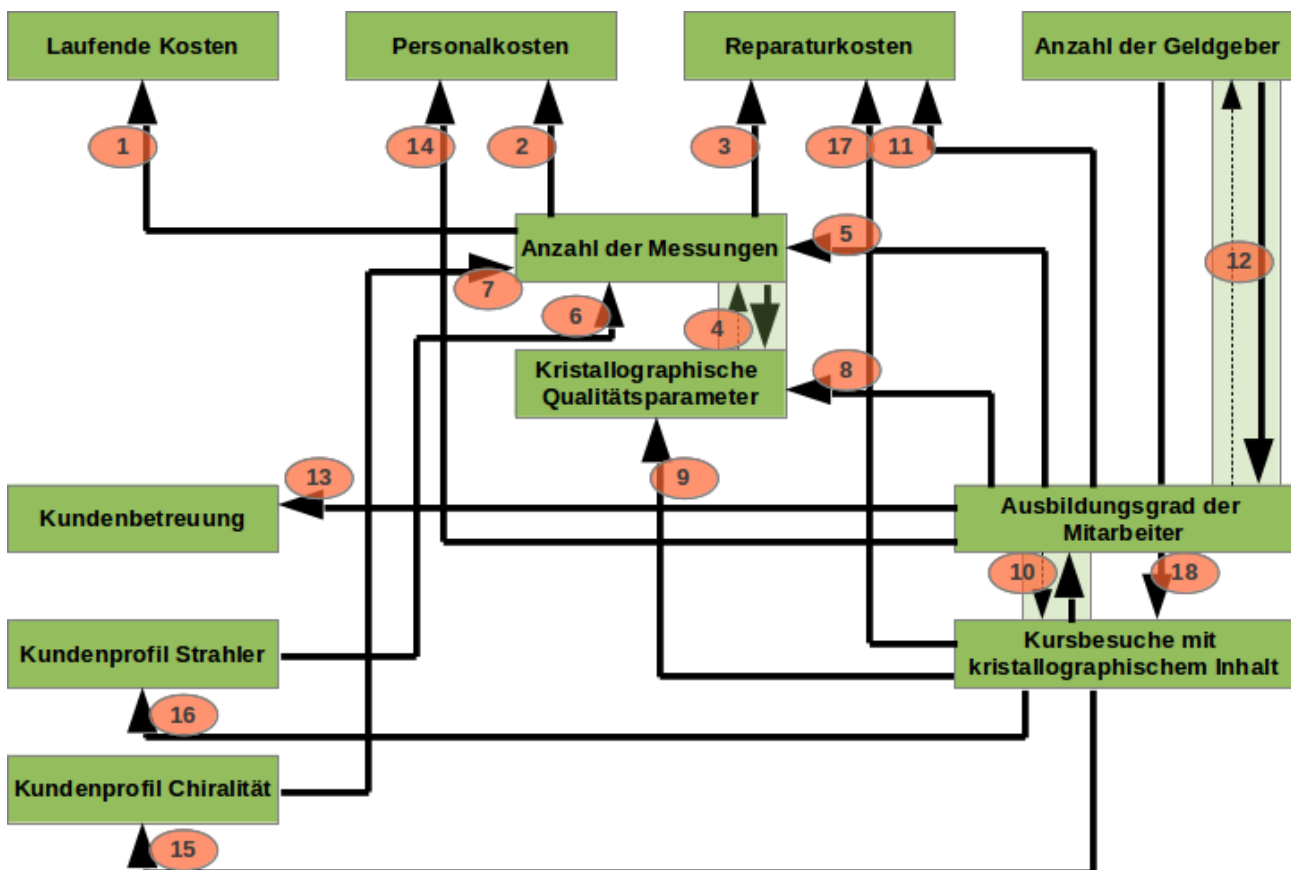 Laufende Kosten
Personalkosten
Reparaturkosten
Anzahl der Geldgeber
1
14
2
3
17
11
5
Anzahl der Messungen
12
7
6
4
Kristallographische
Qualitätsparameter
8
9
13
Kundenbetreuung
Ausbildungsgrad der
Mitarbeiter
10
18
Kundenprofil Strahler
Kursbesuche mit
kristallographischem Inhalt
16
Kundenprofil Chiralität
15